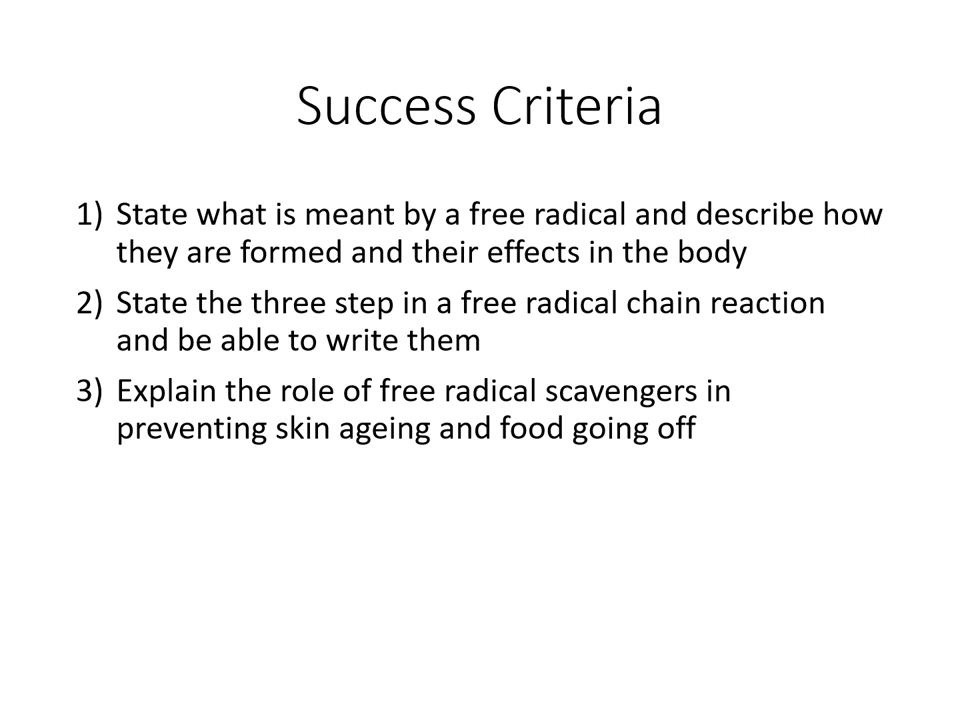 Success Criteria
1) State what is meant by a free radical and describe how
they are formed and their effects in the body
2) State the three step in a free radical chain reaction
and be able to write them
3) Explain the role of free radical scavengers in
preventing skin ageing and food going off